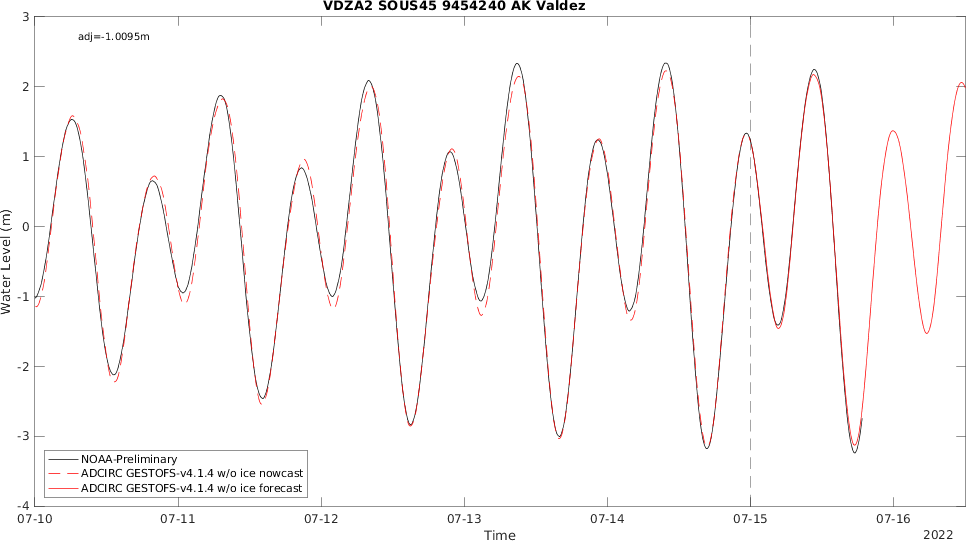 VDZA2 SOUS45 9454240 AK Valdez
adj=-1.0095m
3
2
1
0
-1
-2
-3
-4
Water Level (m)
NOAA-Preliminary
ADCIRC GESTOFS-v4.1.4 w/o ice nowcast
ADCIRC GESTOFS-v4.1.4 w/o ice forecast
07-10 07-11 07-12 07-13 07-14 07-15 07-16
Time
2022